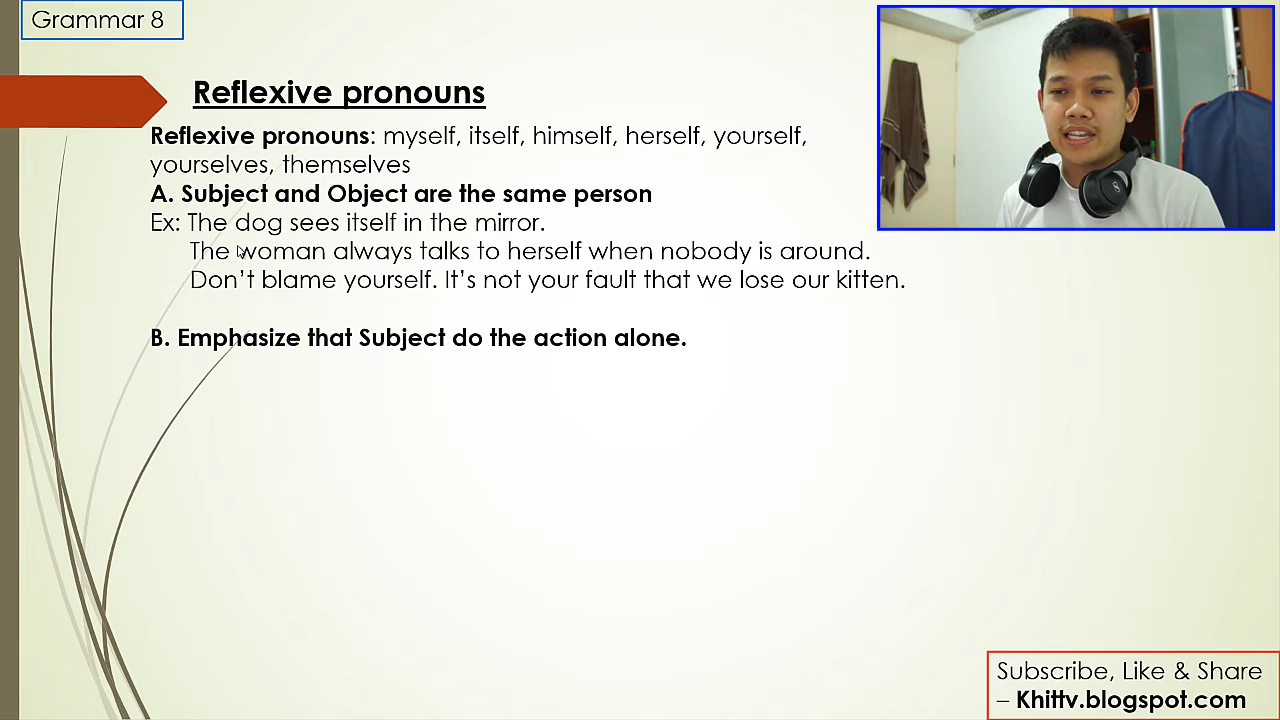 Grammar 8
Reflexive pronouns
Reflexive pronouns: myself, itself, himself, herself, yourself,
yourselves, themselves
A. Subject and Object are the same person
Ex: The dog sees itself in the mirror.
The woman always talks to herself when nobody is around.
Don’t blame yourself. It’s not your fault that we lose our kitten.
B. Emphasize that Subject do the action alone.
Subscribe, Like & Share
– Khittv.blogspot.com